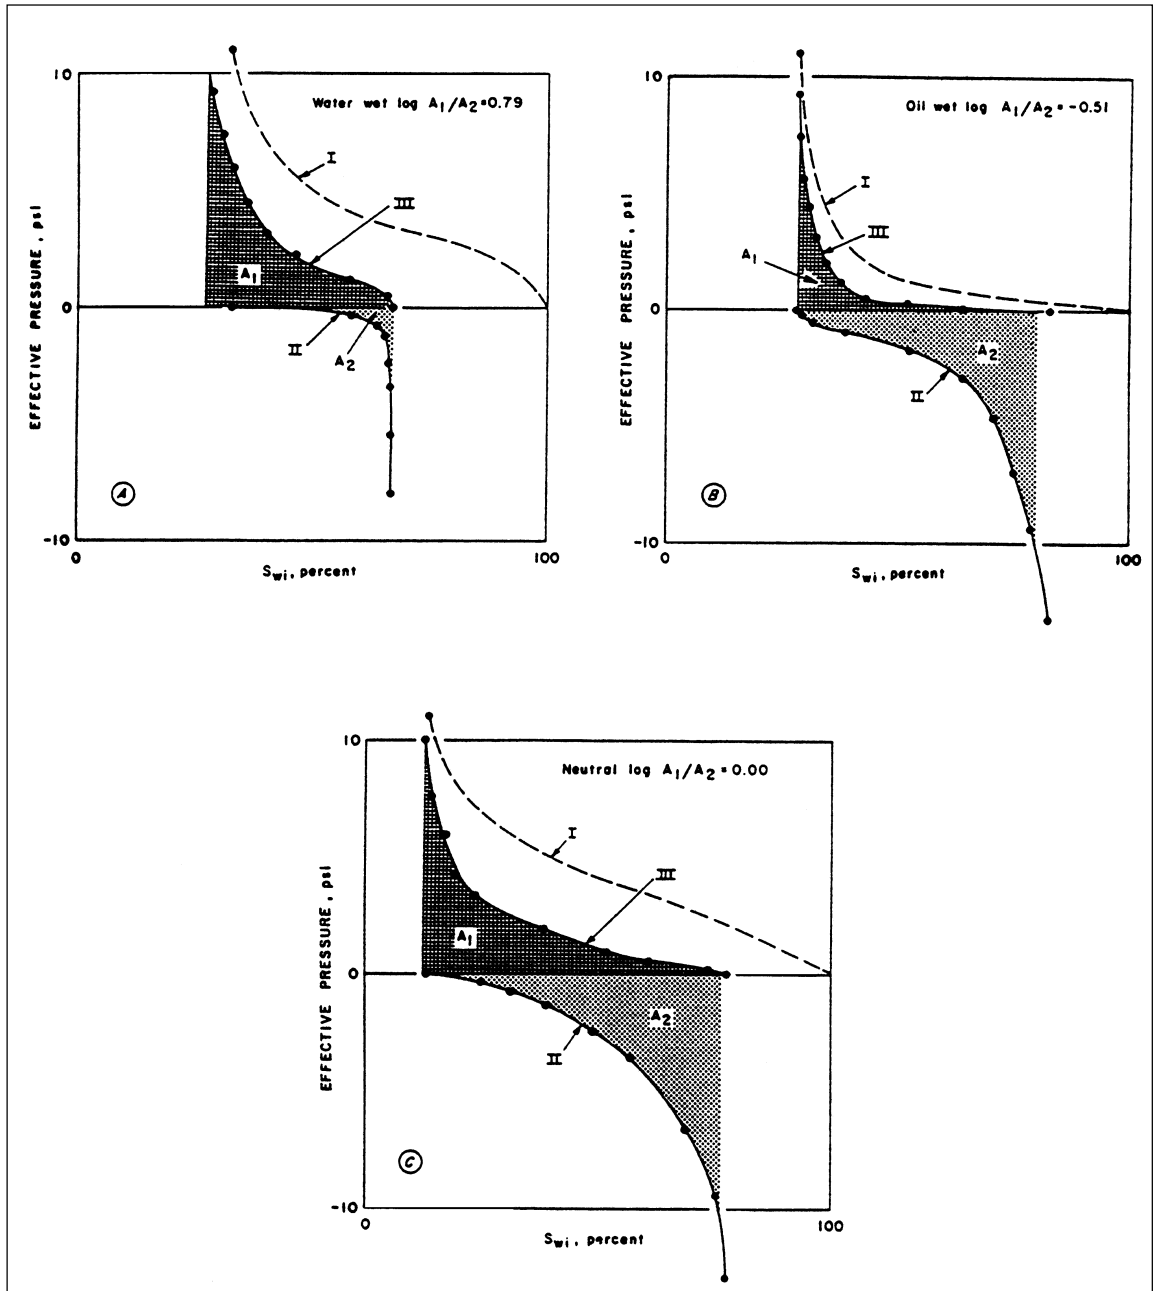 10
Water wet log A1/A2=0.79
I
III
EFFECTIVE PRESSURE, psi
A1
0
II
A2
A
-10
0
100
Swi, percent
10
Oil wet log A1/A2=-0.51
I
III
EFFECTIVE PRESSURE, psi
A1
0
A2
II
B
-10
0
100
Swi, percent
10
Neutral log A1/A2=0.00
I
III
EFFECTIVE PRESSURE, psi
A1
0
A2
II
C
-10
0
100
Swi, percent